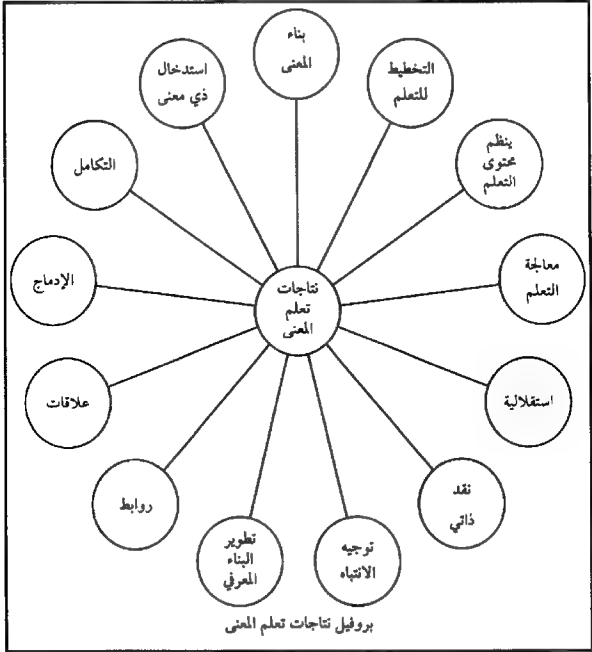 بناء
المعنى
التخطيط
للتعلم
استدخال
ذي معنى
ينظم
محتوى
التعلم
التكامل
معالجة
التعلم
الإدماج
نتاجات
تعلم
المعنى
استقلالية
علاقات
نقد
ذاتي
روابط
توجيه
الانتباه
تطوير
البناء
المعرفي
بروفيل نتاجات تعلم المعنى